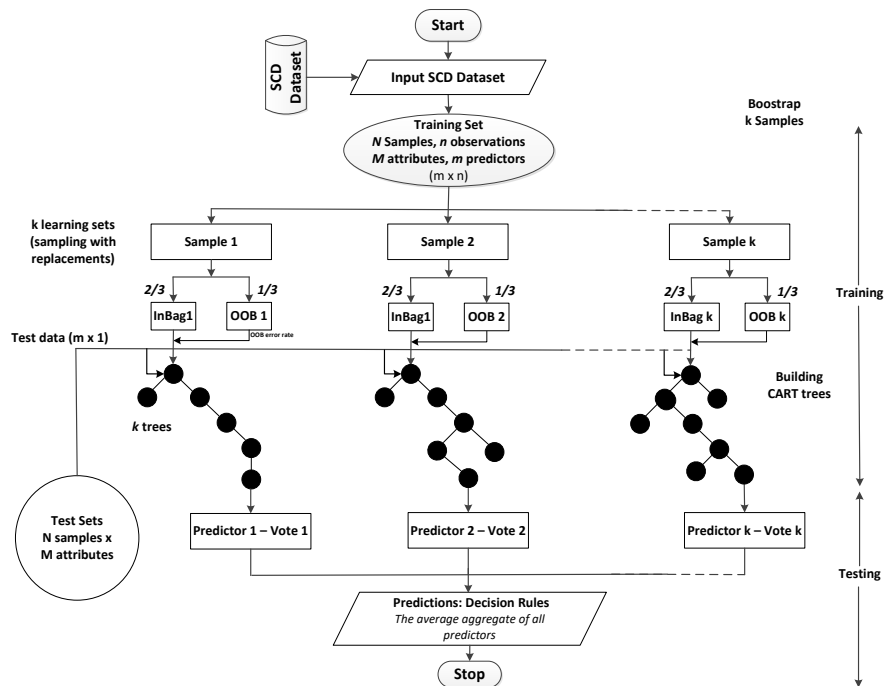 Start
SCD
Dataset
Input SCD Dataset
Boostrap
k Samples
Training Set
N Samples, n observations
M attributes, m predictors
(m x n)
k learning sets
(sampling with
replacements)
Sample 1
Sample 2
Sample k
2/3
1/3
2/3
1/3
2/3
1/3
InBag1
OOB 1
InBag1
OOB 2
InBag k
OOB k
Training
OOB error rate
Test data (m x 1)
Building
CART trees
k trees
Test Sets
N samples x
M attributes
Predictor 1 – Vote 1
Predictor 2 – Vote 2
Predictor k – Vote k
Testing
Predictions: Decision Rules
The average aggregate of all
predictors
Stop